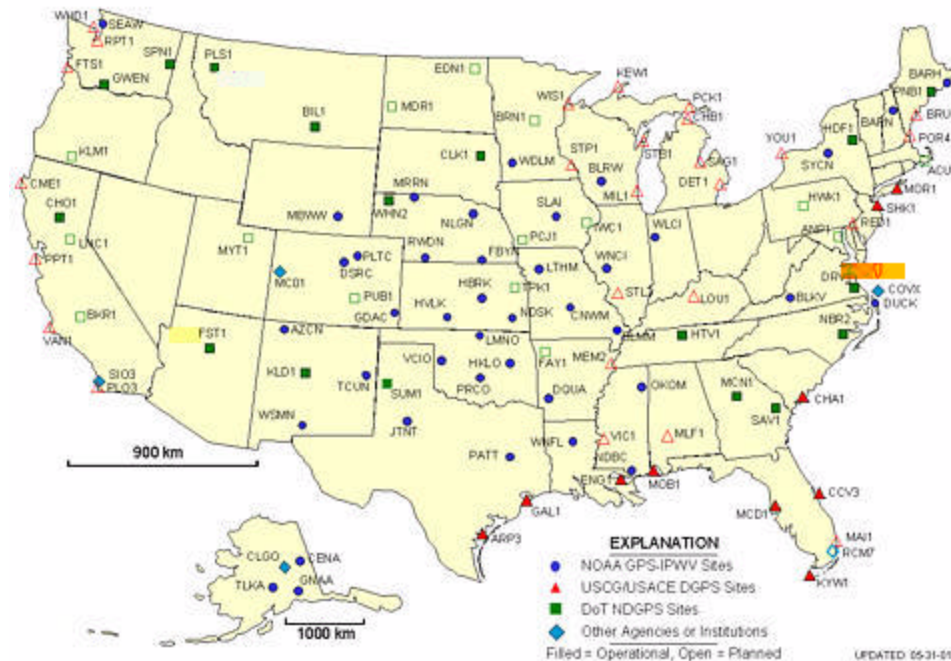 WHD1
SEAW
RPT1
FTS1
GWEN
SPN1
PLS1
BIL1
EDN1
MDR1
BRN1
WIS1
KEW1
PCK1
CHB1
STP1
WDLM
CLK1
BLRW
STB1
SAG1
DET1
MIL1
YOU1
SYCN
HDF1
BARN
PNB1
BARH
BRU
POR4
ACU
MOR1
SHK1
HWK1
RED1
ANP1
KLM1
CME1
CHO1
LNC1
PPT1
BKR1
VAN1
SIO3
PLO3
MYT1
MBWW
MRRN
WHN2
NLGN
SLAI
PCJ1
RWDN
FBYN
PLTC
DSRC
MC01
PUB1
GDAC
HVLK
HBRK
TPK1
NDSK
LTHM
WNCI
WLCI
STL
LOU1
CNWM
BLKV
COVX
DUCK
NBR2
HTV1
FST1
AZCN
KLD1
TCUN
WSMN
SUM1
JTNT
VCIO
LMNO
HKLO
PRCO
FAY1
MEM2
DQUA
OKOM
MCN1
SAV1
CHA1
WNFL
VIC1
MLF1
NDBC
ENG1
MOB1
PATT
GAL1
ARP3
MCD1
CCV3
MAI1
RCM7
KYW1
900 km
CLGO
CENA
TLKA
GNAA
1000 km
EXPLANATION
NOAA GPS-IPWV Sites
USCG/USACE DGPS Sites
DoT NDGPS Sites
Other Agencies or Institutions
Filled = Operational, Open = Planned
UPDATED 05-31-01